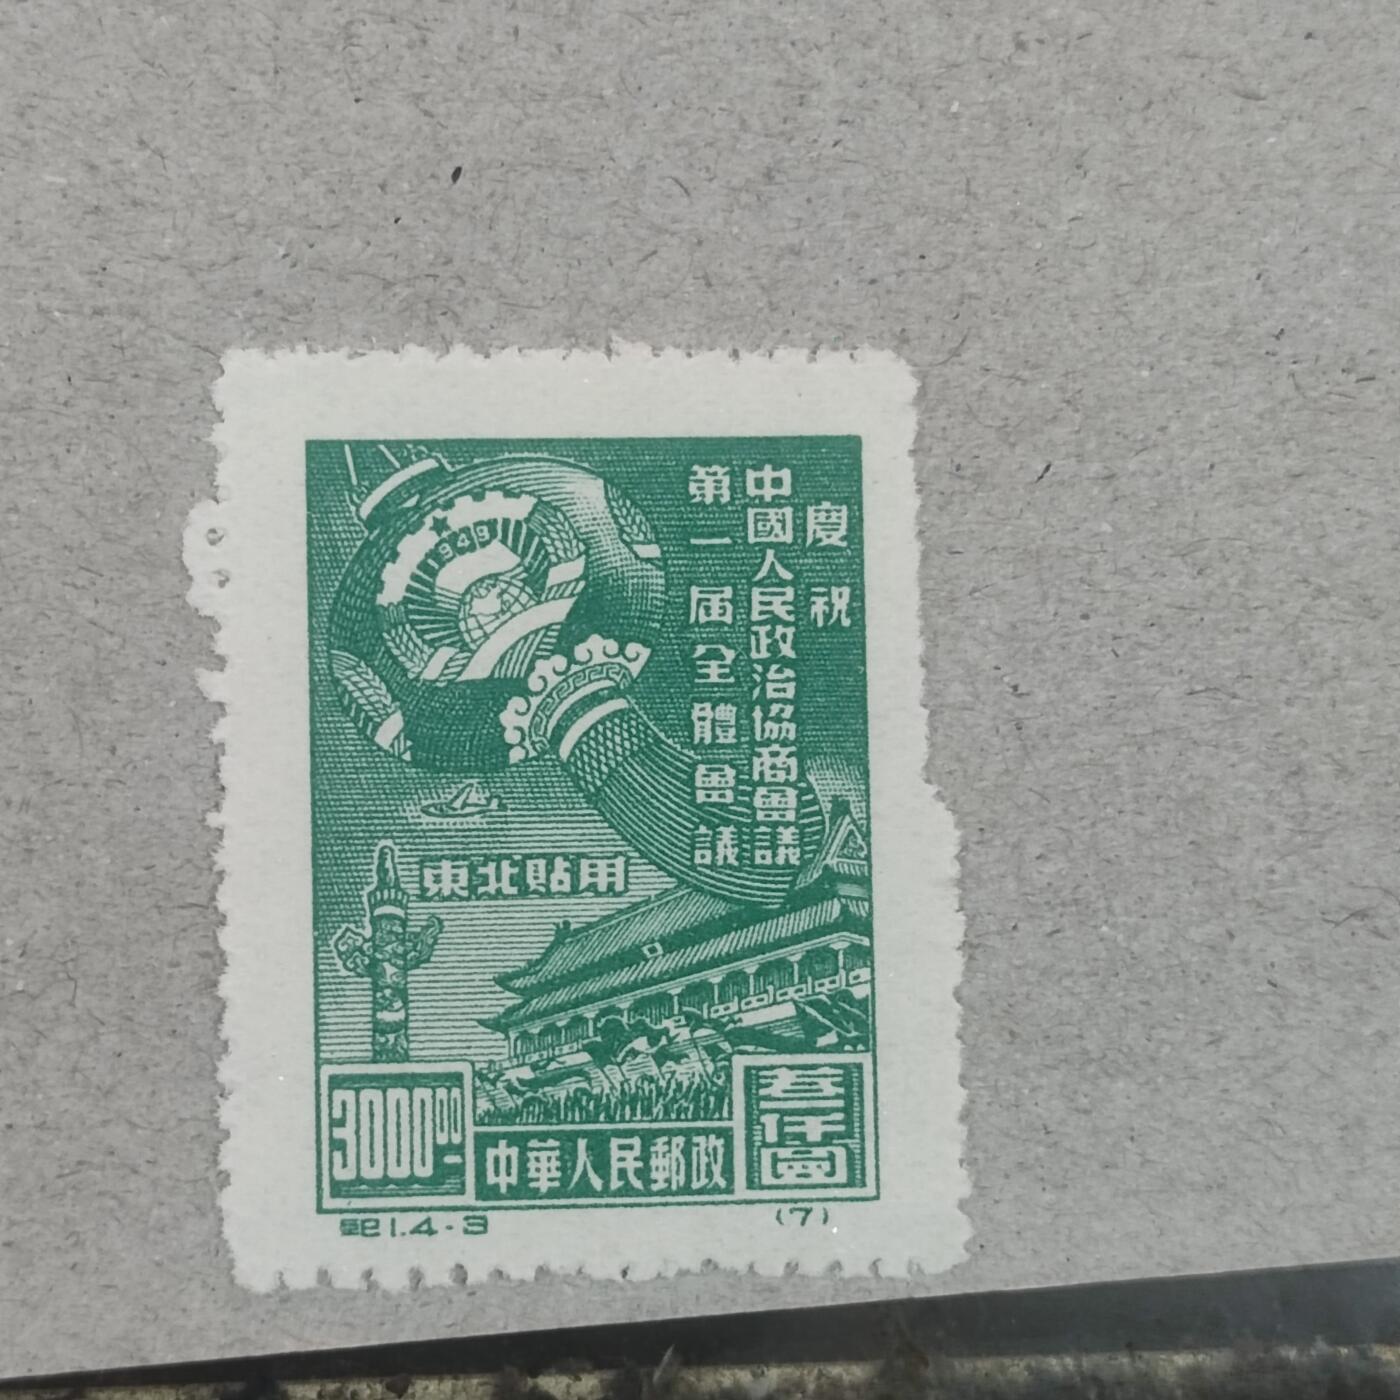 慶祝
中國人民政治協商會議
第一屆全體會議
1949
東北貼用
3000.00
中華人民郵政
叁仟圓
紀1.4-3
(7)